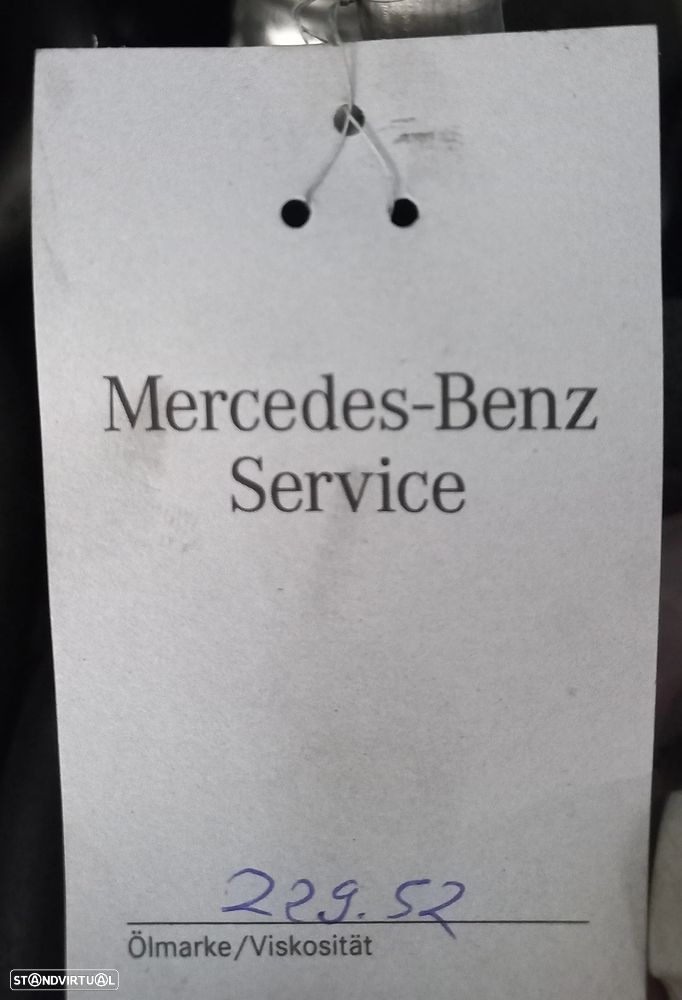 Mercedes-Benz
Service
229.52
Ölmarke/Viskosität
STANDVIRTUAL